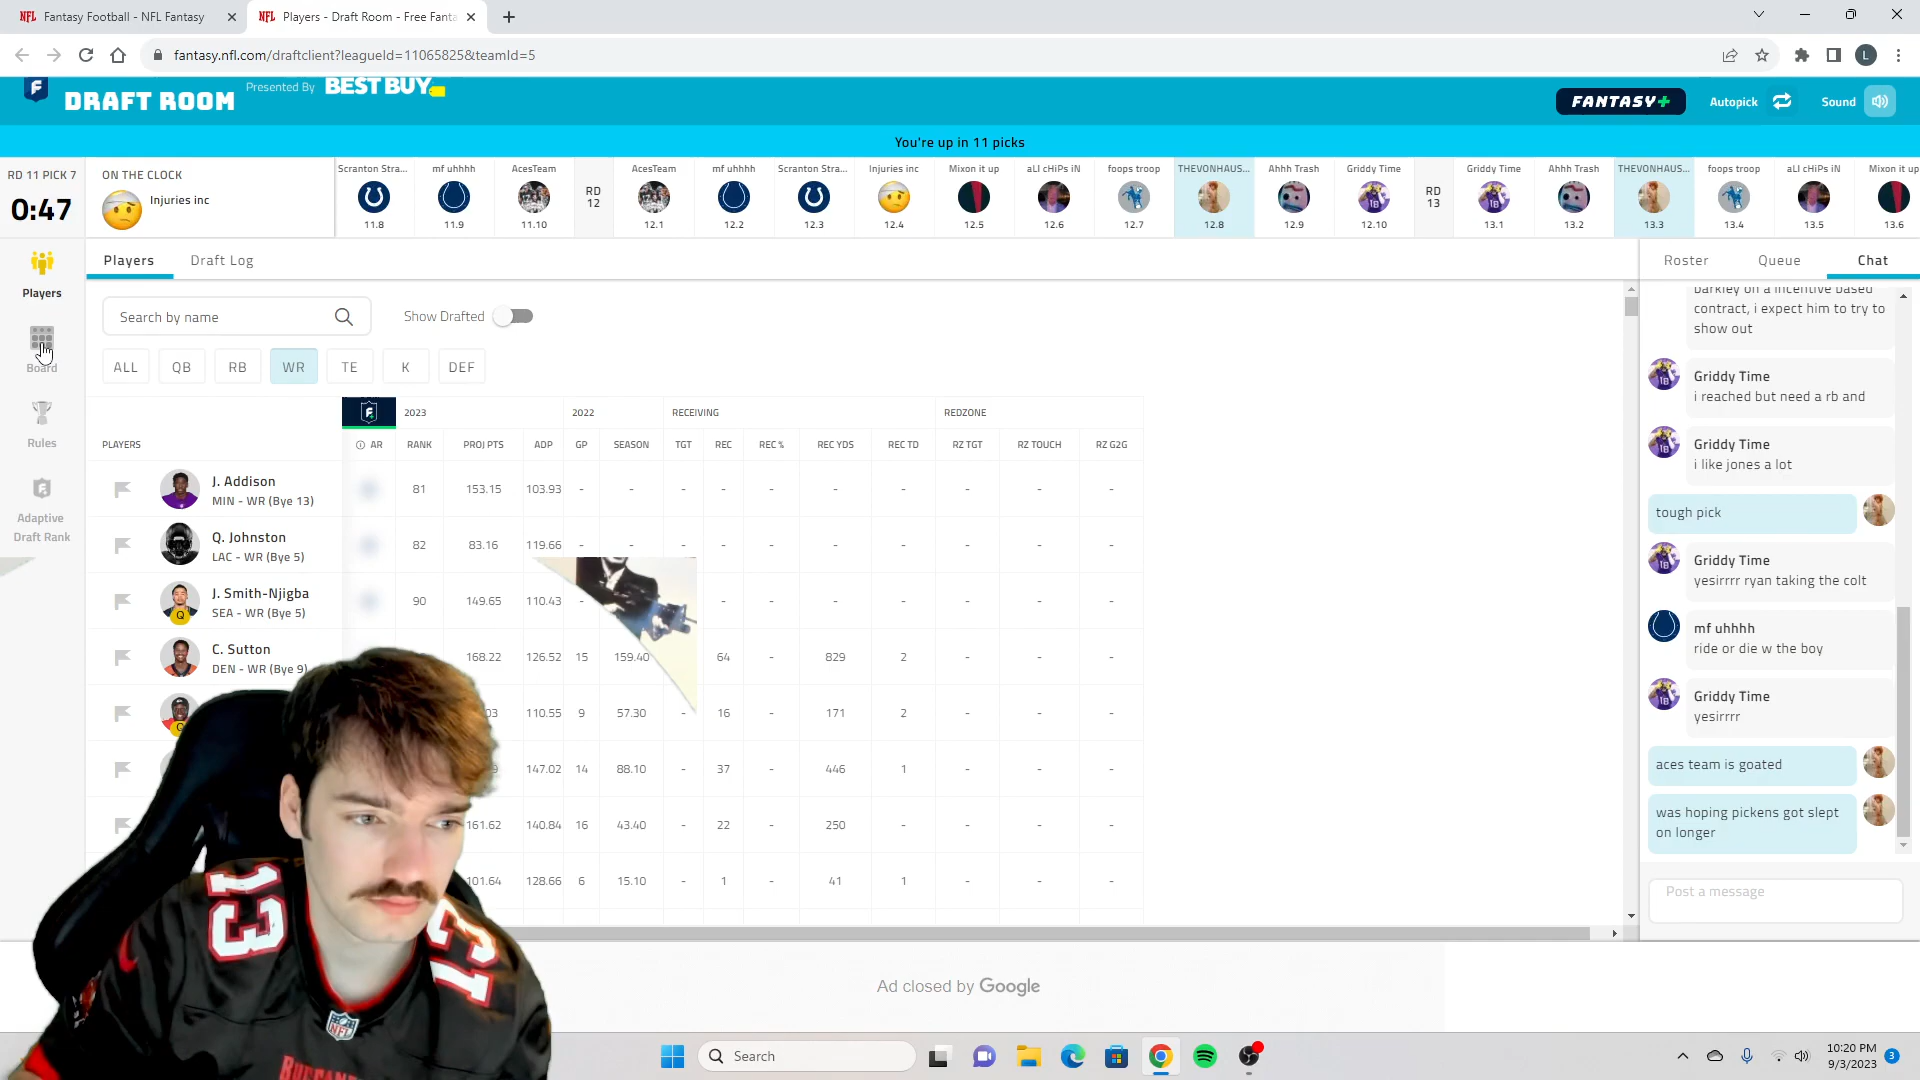 Fantasy Football - NFL Fantasy
Players - Draft Room - Free Fanta
fantasy.nfl.com/draftclient?leagueId=11065825&teamId=5
L
DRAFT ROOM
Presented By
BEST BUY
FANTASY+
Autopick
Sound
You're up in 11 picks
RD 11 PICK 7
0:47
ON THE CLOCK
Injuries inc
Scranton Stra...
11.8
mf uhhhh
11.9
AcesTeam
11.10
RD
12
AcesTeam
12.1
mf uhhhh
12.2
Scranton Stra...
12.3
Injuries inc
12.4
Mixon it up
12.5
aLl cHiPs iN
12.6
foops troop
12.7
THEVONHAUS...
12.8
Ahhh Trash
12.9
Griddy Time
12.10
RD
13
Griddy Time
13.1
Ahhh Trash
13.2
THEVONHAUS...
13.3
foops troop
13.4
aLl cHiPs iN
13.5
Mixon it up
13.6
Players
Board
Rules
Adaptive
Draft Rank
Players
Draft Log
Search by name
Show Drafted
ALL
QB
RB
WR
TE
K
DEF
2023
2022
RECEIVING
REDZONE
PLAYERS
AR
RANK
PROJ PTS
ADP
GP
SEASON
TGT
REC
REC %
REC YDS
REC TD
RZ TGT
RZ TOUCH
RZ G2G
J. Addison
MIN - WR (Bye 13)
81 153.15 103.93 - - - - - - - - - -
Q. Johnston
LAC - WR (Bye 5)
82 83.16 119.66 - - - - - - - - - -
J. Smith-Njigba
SEA - WR (Bye 5)
Q
90 149.65 110.43 - - - - - - - -
C. Sutton
DEN - WR (Bye 9)
168.22 126.52 15 159.40 64 - 829 2 - - -
Q
03 110.55 9 57.30 - 16 - 171 2 - - -
9 147.02 14 88.10 - 37 - 446 1 - - -
161.62 140.84 16 43.40 - 22 - 250 - - - -
101.64 128.66 6 15.10 - 1 - 41 1 - - -
Roster
Queue
Chat
barkley on a incentive based
contract, i expect him to try to
show out
Griddy Time
i reached but need a rb and
Griddy Time
i like jones a lot
tough pick
Griddy Time
yesirrrr ryan taking the colt
mf uhhhh
ride or die w the boy
Griddy Time
yesirrrr
aces team is goated
was hoping pickens got slept
on longer
Post a message
Ad closed by Google
13
NFL
Search
10:20 PM
9/3/2023
3